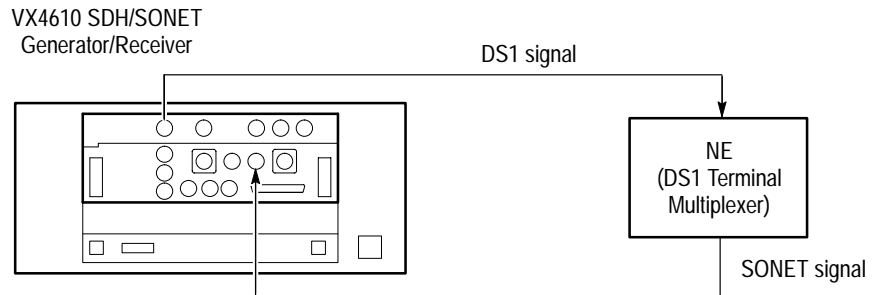 VX4610 SDH/SONET
Generator/Receiver
DS1 signal
NE
(DS1 Terminal
Multiplexer)
SONET signal